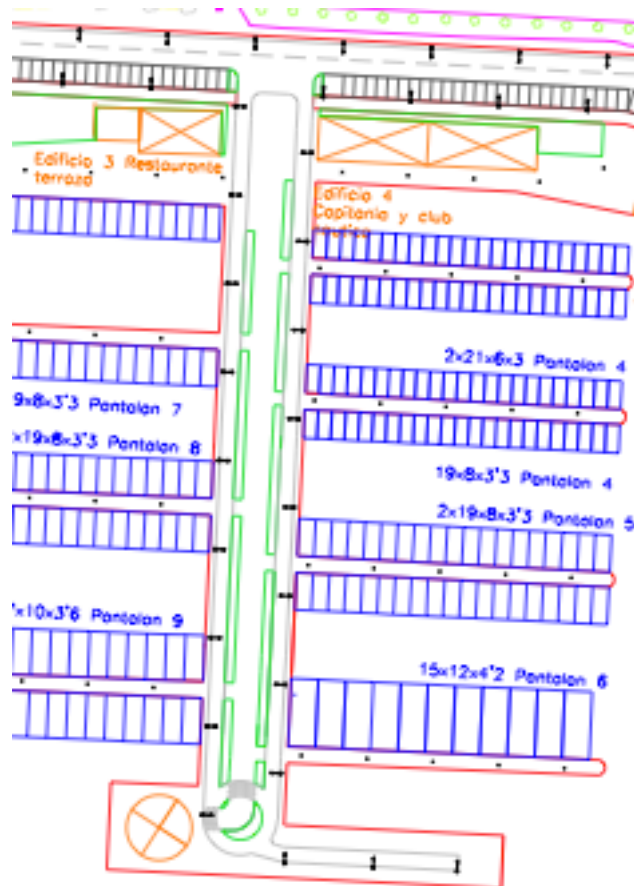 Edificio 3 Restaurante
terraza
Edificio 4
Capitania y club
nautico
2x21x6x3 Pantalan 4
9x8x3'3 Pantalan 7
x19x8x3'3 Pantalan 8
19x8x3'3 Pantalan 4
2x19x8x3'3 Pantalan 5
x10x3'6 Pantalan 9
15x12x4'2 Pantalan 6